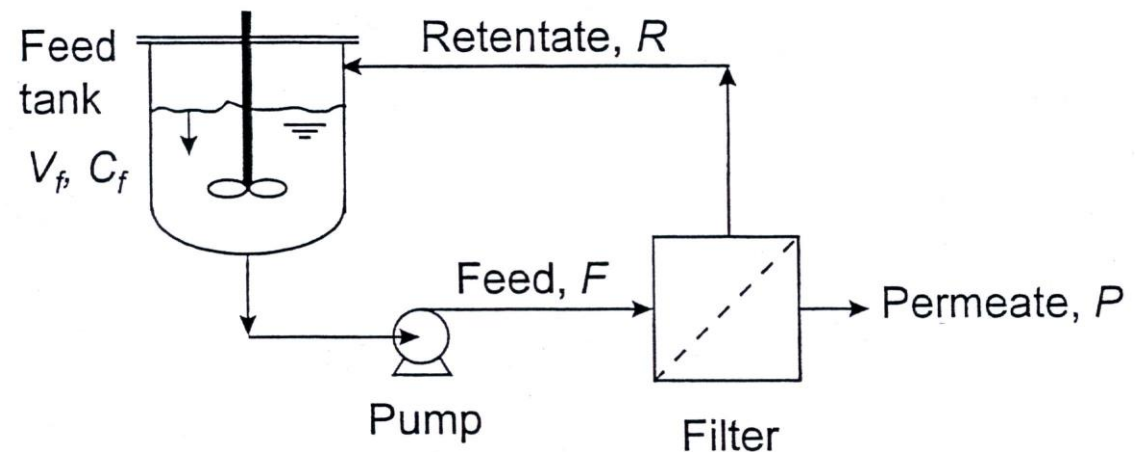 Feed
tank
V_f, C_f
Retentate, R
Feed, F
Permeate, P
Pump
Filter